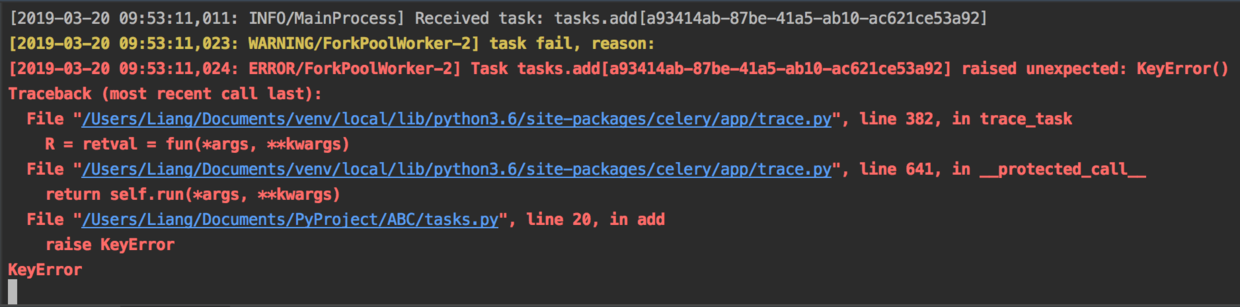 [2019-03-20 09:53:11,011: INFO/MainProcess] Received task: tasks.add[a93414ab-87be-41a5-ab10-ac621ce53a92]
[2019-03-20 09:53:11,023: WARNING/ForkPoolWorker-2] task fail, reason:
[2019-03-20 09:53:11,024: ERROR/ForkPoolWorker-2] Task tasks.add[a93414ab-87be-41a5-ab10-ac621ce53a92] raised unexpected: KeyError()
Traceback (most recent call last):
  File "/Users/Liang/Documents/venv/local/lib/python3.6/site-packages/celery/app/trace.py", line 382, in trace_task
    R = retval = fun(*args, **kwargs)
  File "/Users/Liang/Documents/venv/local/lib/python3.6/site-packages/celery/app/trace.py", line 641, in __protected_call__
    return self.run(*args, **kwargs)
  File "/Users/Liang/Documents/PyProject/ABC/tasks.py", line 20, in add
    raise KeyError
KeyError